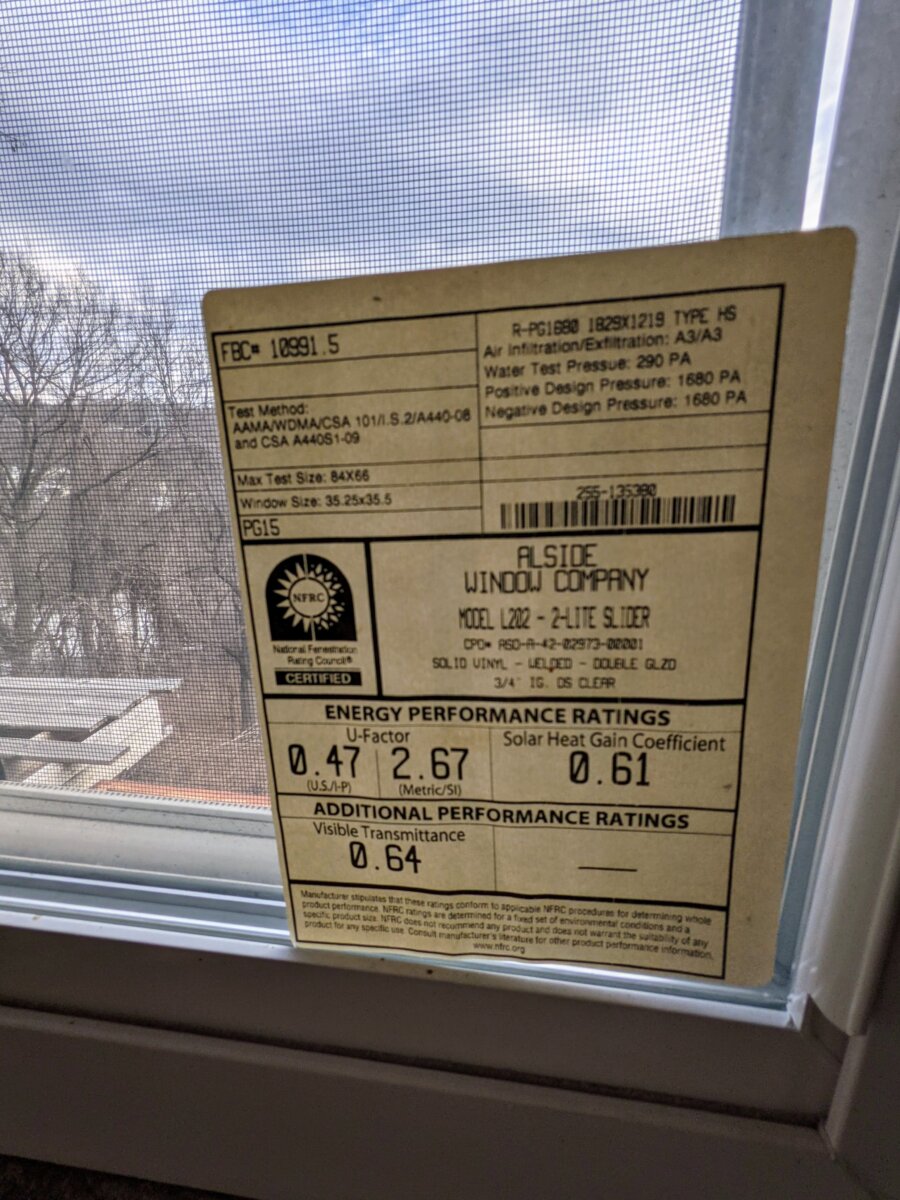 FBC# 10991.5
Test Method:
AAMA/WDMA/CSA 101/I.S.2/A440-08
and CSA A440S1-09
Max Test Size: 84X66
Window Size: 35.25x35.5
PG15
R-PG1680 1829X1219 TYPE HS
Air Infiltration/Exfiltration: A3/A3
Water Test Pressue: 290 PA
Positive Design Pressure: 1680 PA
Negative Design Pressure: 1680 PA
255-135380
NFRC
National Fenestration
Rating Council®
CERTIFIED
ALSIDE
WINDOW COMPANY
MODEL L202 - 2-LITE SLIDER
CPD# ASO-A-42-02973-00001
SOLID VINYL - WELDED - DOUBLE GLZD
3/4" IG. DS CLEAR
ENERGY PERFORMANCE RATINGS
U-Factor
0.47 2.67
(U.S./I-P) (Metric/SI)
Solar Heat Gain Coefficient
0.61
ADDITIONAL PERFORMANCE RATINGS
Visible Transmittance
0.64
Manufacturer stipulates that these ratings conform to applicable NFRC procedures for determining whole
product performance. NFRC ratings are determined for a fixed set of environmental conditions and a
specific product size. NFRC does not recommend any product and does not warrant the suitability of any
product for any specific use. Consult manufacturer's literature for other product performance information.
www.nfrc.org